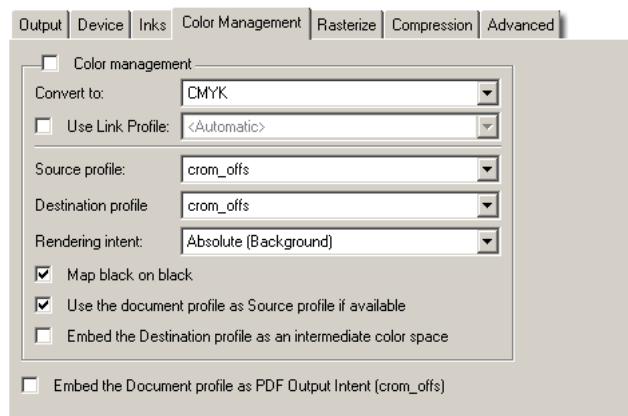 Output Device Inks Color Management Rasterize Compression Advanced
Color management
Convert to: CMYK
Use Link Profile: <Automatic>
Source profile: crom_offs
Destination profile crom_offs
Rendering intent: Absolute (Background)
Map black on black
Use the document profile as Source profile if available
Embed the Destination profile as an intermediate color space
Embed the Document profile as PDF Output Intent (crom_offs)